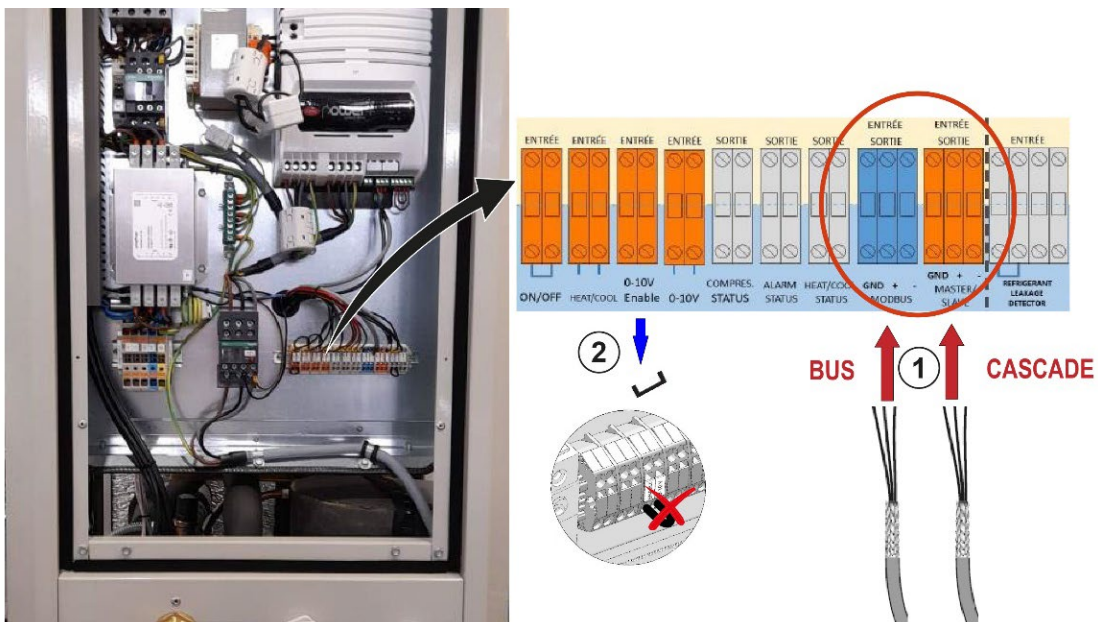 power+
ENTRÉE ENTRÉE ENTRÉE ENTRÉE SORTIE SORTIE SORTIE ENTRÉE SORTIE ENTRÉE SORTIE ENTRÉE
ON/OFF
HEAT/COOL
0-10V
Enable
0-10V
COMPRES.
STATUS
ALARM
STATUS
HEAT/COOL
STATUS
GND + -
MODBUS
GND + -
MASTER/
SLAVE
REFRIGERANT
LEAKAGE
DETECTOR
2
BUS
1
CASCADE